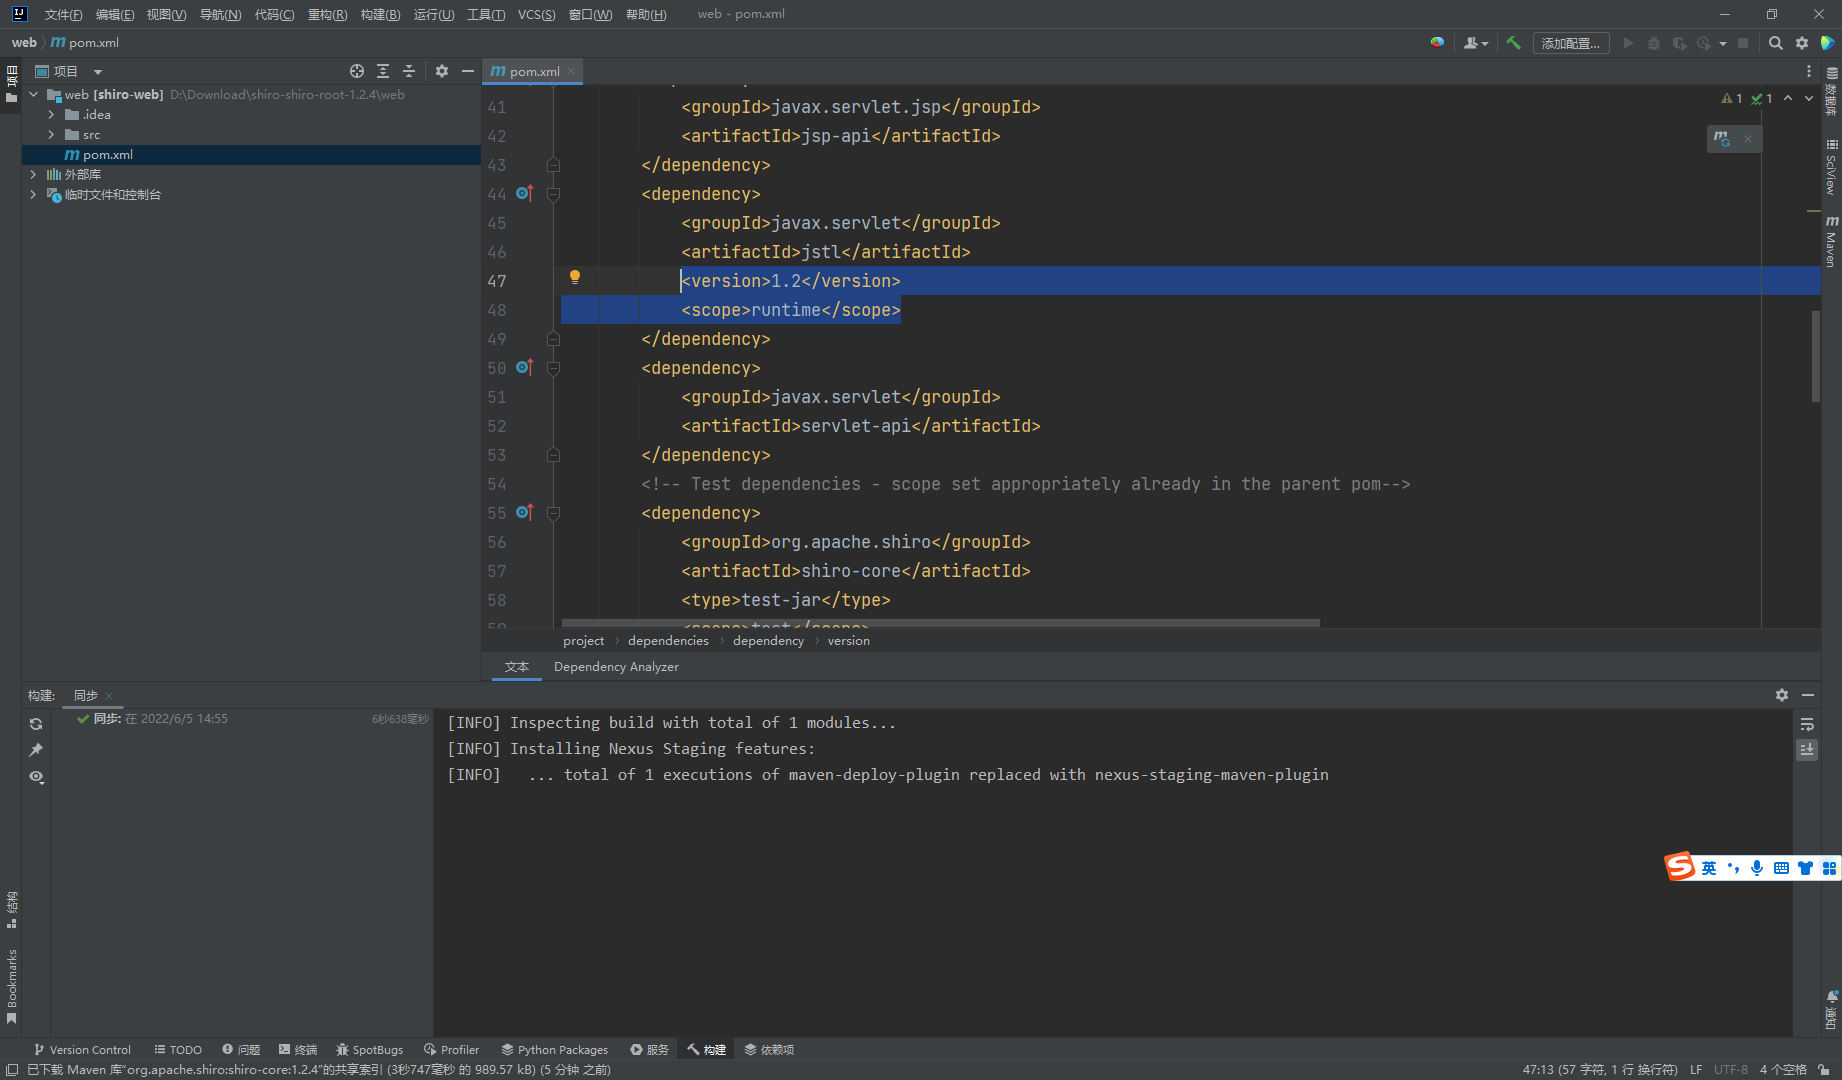 文件(F) 编辑(E) 视图(V) 导航(N) 代码(C) 重构(R) 构建(B) 运行(U) 工具(T) VCS(S) 窗口(W) 帮助(H) web - pom.xml
web pom.xml
添加配置...
项目
项目
pom.xml
web [shiro-web] D:\Download\shiro-shiro-root-1.2.4\web
.idea
src
pom.xml
外部库
临时文件和控制台
1 1
41 <groupId>javax.servlet.jsp</groupId>
42 <artifactId>jsp-api</artifactId>
43 </dependency>
44 <dependency>
45 <groupId>javax.servlet</groupId>
46 <artifactId>jstl</artifactId>
47 <version>1.2</version>
48 <scope>runtime</scope>
49 </dependency>
50 <dependency>
51 <groupId>javax.servlet</groupId>
52 <artifactId>servlet-api</artifactId>
53 </dependency>
54 <!-- Test dependencies - scope set appropriately already in the parent pom-->
55 <dependency>
56 <groupId>org.apache.shiro</groupId>
57 <artifactId>shiro-core</artifactId>
58 <type>test-jar</type>
59 <scope>test</scope>
project dependencies dependency version
文本 Dependency Analyzer
数据库
SciView
Maven
通知
构建: 同步
同步: 在 2022/6/5 14:55 6秒638毫秒
[INFO] Inspecting build with total of 1 modules...
[INFO] Installing Nexus Staging features:
[INFO]   ... total of 1 executions of maven-deploy-plugin replaced with nexus-staging-maven-plugin
英
结构
Bookmarks
Version Control TODO 问题 终端 SpotBugs Profiler Python Packages 服务 构建 依赖项
已下载 Maven 库"org.apache.shiro:shiro-core:1.2.4"的共享索引 (3秒747毫秒 的 989.57 kB) (5 分钟 之前) 47:13 (57 字符, 1 行 换行符) LF UTF-8 4 个空格